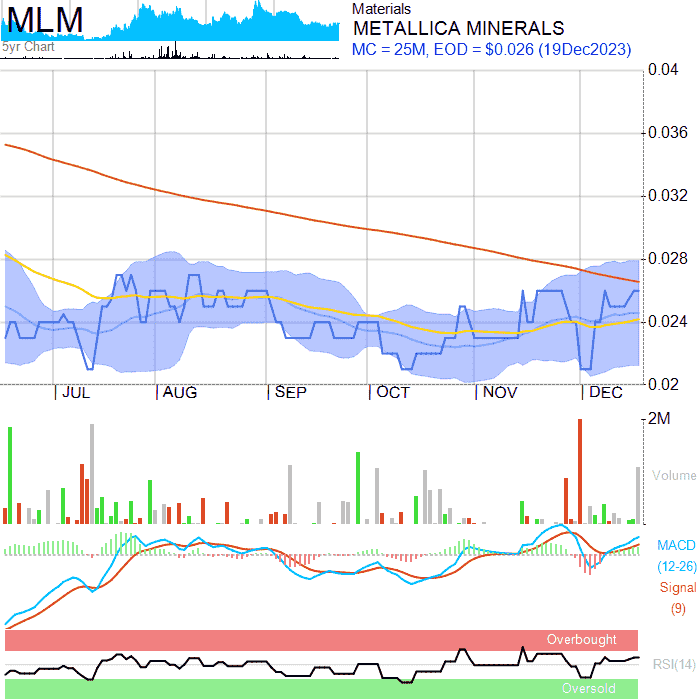 MLM
5yr Chart
Materials
METALLICA MINERALS
MC = 25M, EOD = $0.026 (19Dec2023)
0.04
0.036
0.032
0.028
0.024
0.02
JUL AUG SEP OCT NOV DEC
2M
Volume
MACD
(12-26)
Signal
(9)
Overbought
RSI(14)
Oversold